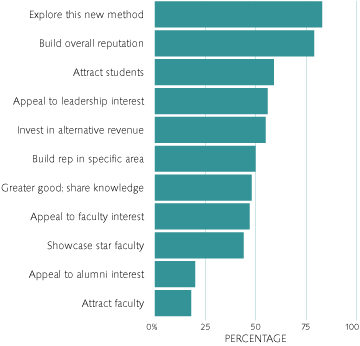 Explore this new method
Build overall reputation
Attract students
Appeal to leadership interest
Invest in alternative revenue
Build rep in specific area
Greater good: share knowledge
Appeal to faculty interest
Showcase star faculty
Appeal to alumni interest
Attract faculty
0% 25 50 75 100
PERCENTAGE